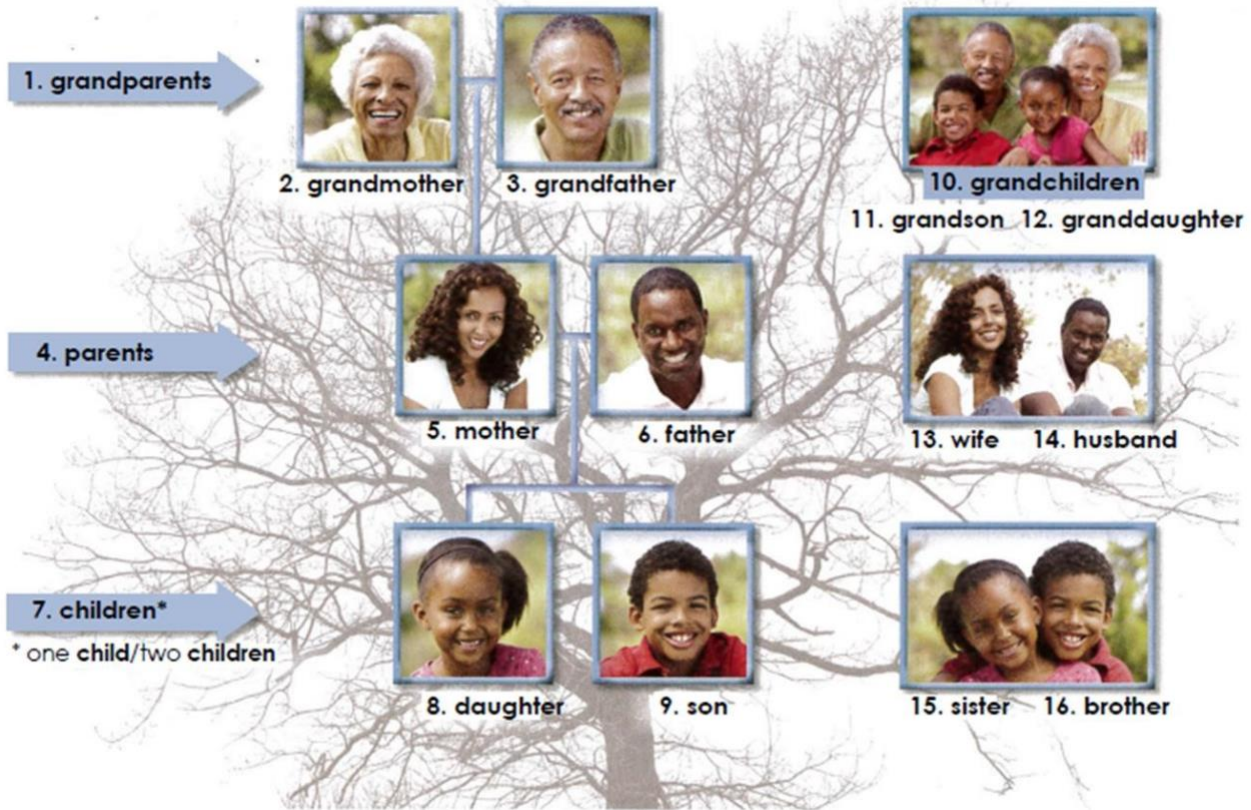 1. grandparents
2. grandmother
3. grandfather
10. grandchildren
11. grandson 12. granddaughter
4. parents
5. mother
6. father
13. wife 14. husband
7. children*
* one child/two children
8. daughter
9. son
15. sister 16. brother